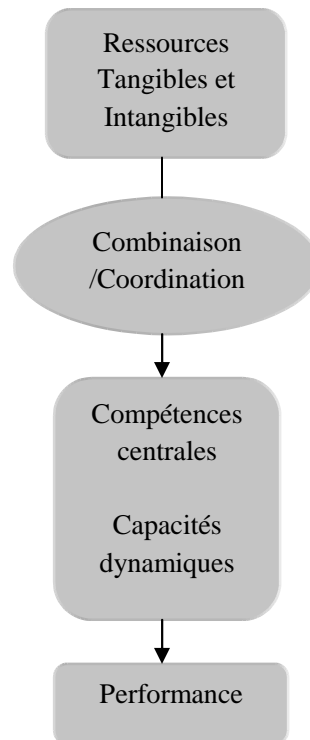 Ressources
Tangibles et
Intangibles
Combinaison
/Coordination
Compétences
centrales
Capacités
dynamiques
Performance